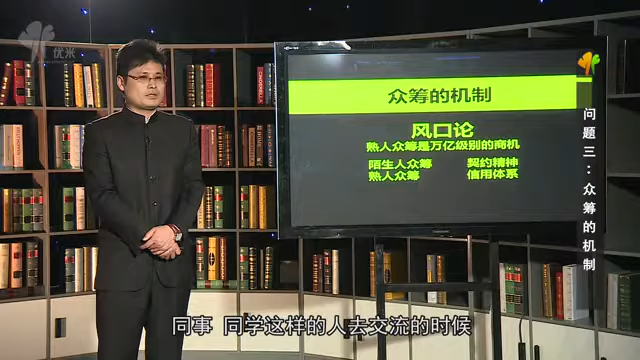 优米
众筹的机制
风口论
熟人众筹是万亿级别的商机
陌生人众筹 契约精神
熟人众筹 信用体系
问题三：众筹的机制
同事 同学这样的人去交流的时候